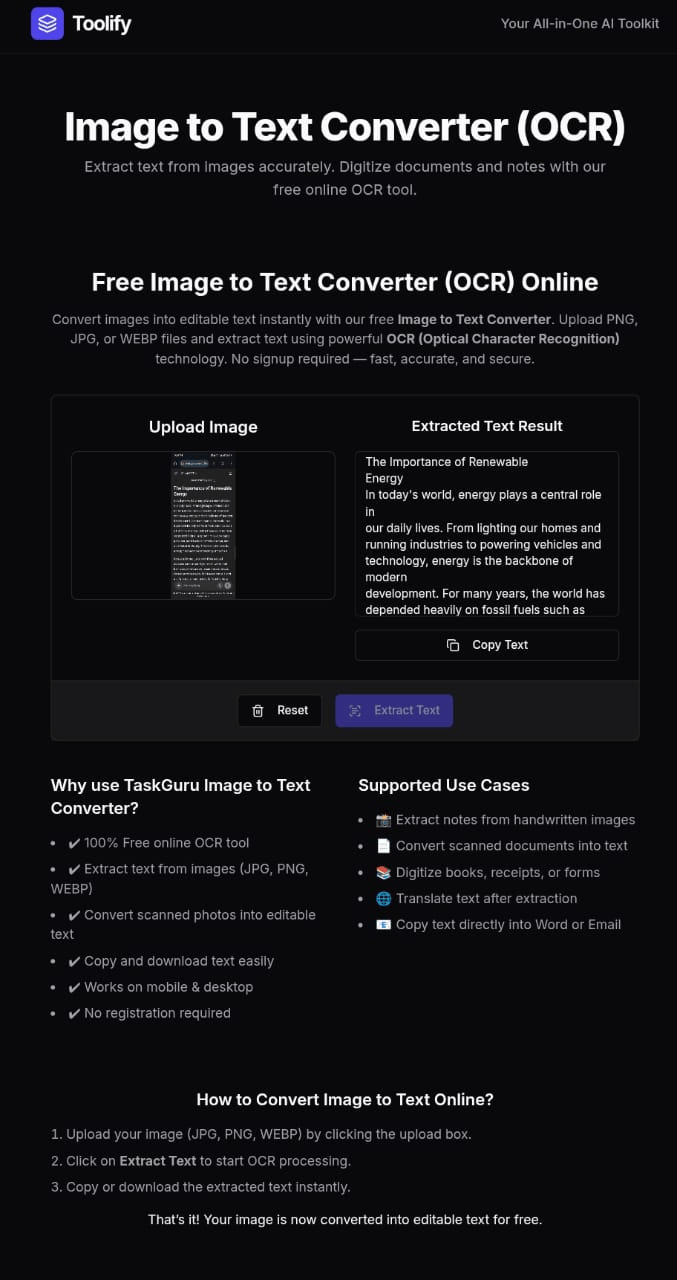 Toolify
Your All-in-One AI Toolkit
Image to Text Converter (OCR)
Extract text from images accurately. Digitize documents and notes with our
free online OCR tool.
Free Image to Text Converter (OCR) Online
Convert images into editable text instantly with our free Image to Text Converter. Upload PNG,
JPG, or WEBP files and extract text using powerful OCR (Optical Character Recognition)
technology. No signup required — fast, accurate, and secure.
Upload Image
The Importance of Renewable
Energy
Extracted Text Result
The Importance of Renewable
Energy
In today's world, energy plays a central role
in
our daily lives. From lighting our homes and
running industries to powering vehicles and
technology, energy is the backbone of
modern
development. For many years, the world has
depended heavily on fossil fuels such as
Copy Text
Reset
Extract Text
Why use TaskGuru Image to Text
Converter?
• ✔ 100% Free online OCR tool
• ✔ Extract text from images (JPG, PNG,
WEBP)
• ✔ Convert scanned photos into editable
text
• ✔ Copy and download text easily
• ✔ Works on mobile & desktop
• ✔ No registration required
Supported Use Cases
• 📸 Extract notes from handwritten images
• 📄 Convert scanned documents into text
• 📚 Digitize books, receipts, or forms
• 🌐 Translate text after extraction
• 📧 Copy text directly into Word or Email
How to Convert Image to Text Online?
1. Upload your image (JPG, PNG, WEBP) by clicking the upload box.
2. Click on Extract Text to start OCR processing.
3. Copy or download the extracted text instantly.
That's it! Your image is now converted into editable text for free.